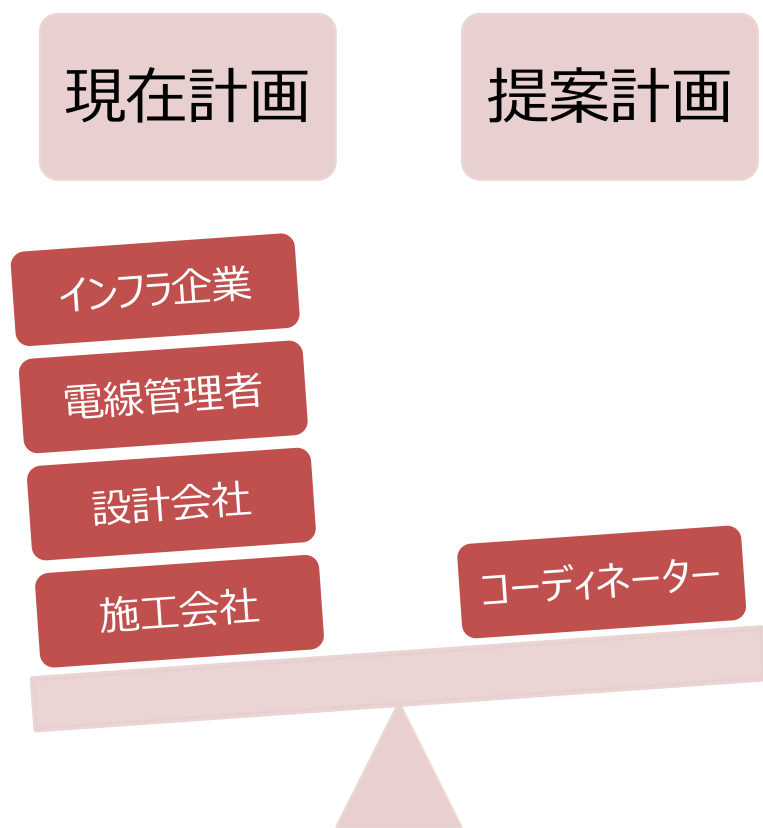 現在計画
提案計画
インフラ企業
電線管理者
設計会社
施工会社
コーディネーター